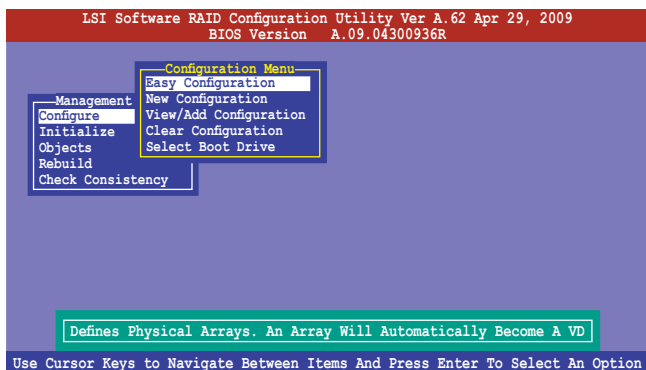 LSI Software RAID Configuration Utility Ver A.62 Apr 29, 2009
BIOS Version A.09.04300936R
Configuration Menu
Easy Configuration
New Configuration
View/Add Configuration
Clear Configuration
Select Boot Drive
Management
Configure
Initialize
Objects
Rebuild
Check Consistency
Defines Physical Arrays. An Array Will Automatically Become A VD
Use Cursor Keys to Navigate Between Items And Press Enter To Select An Option